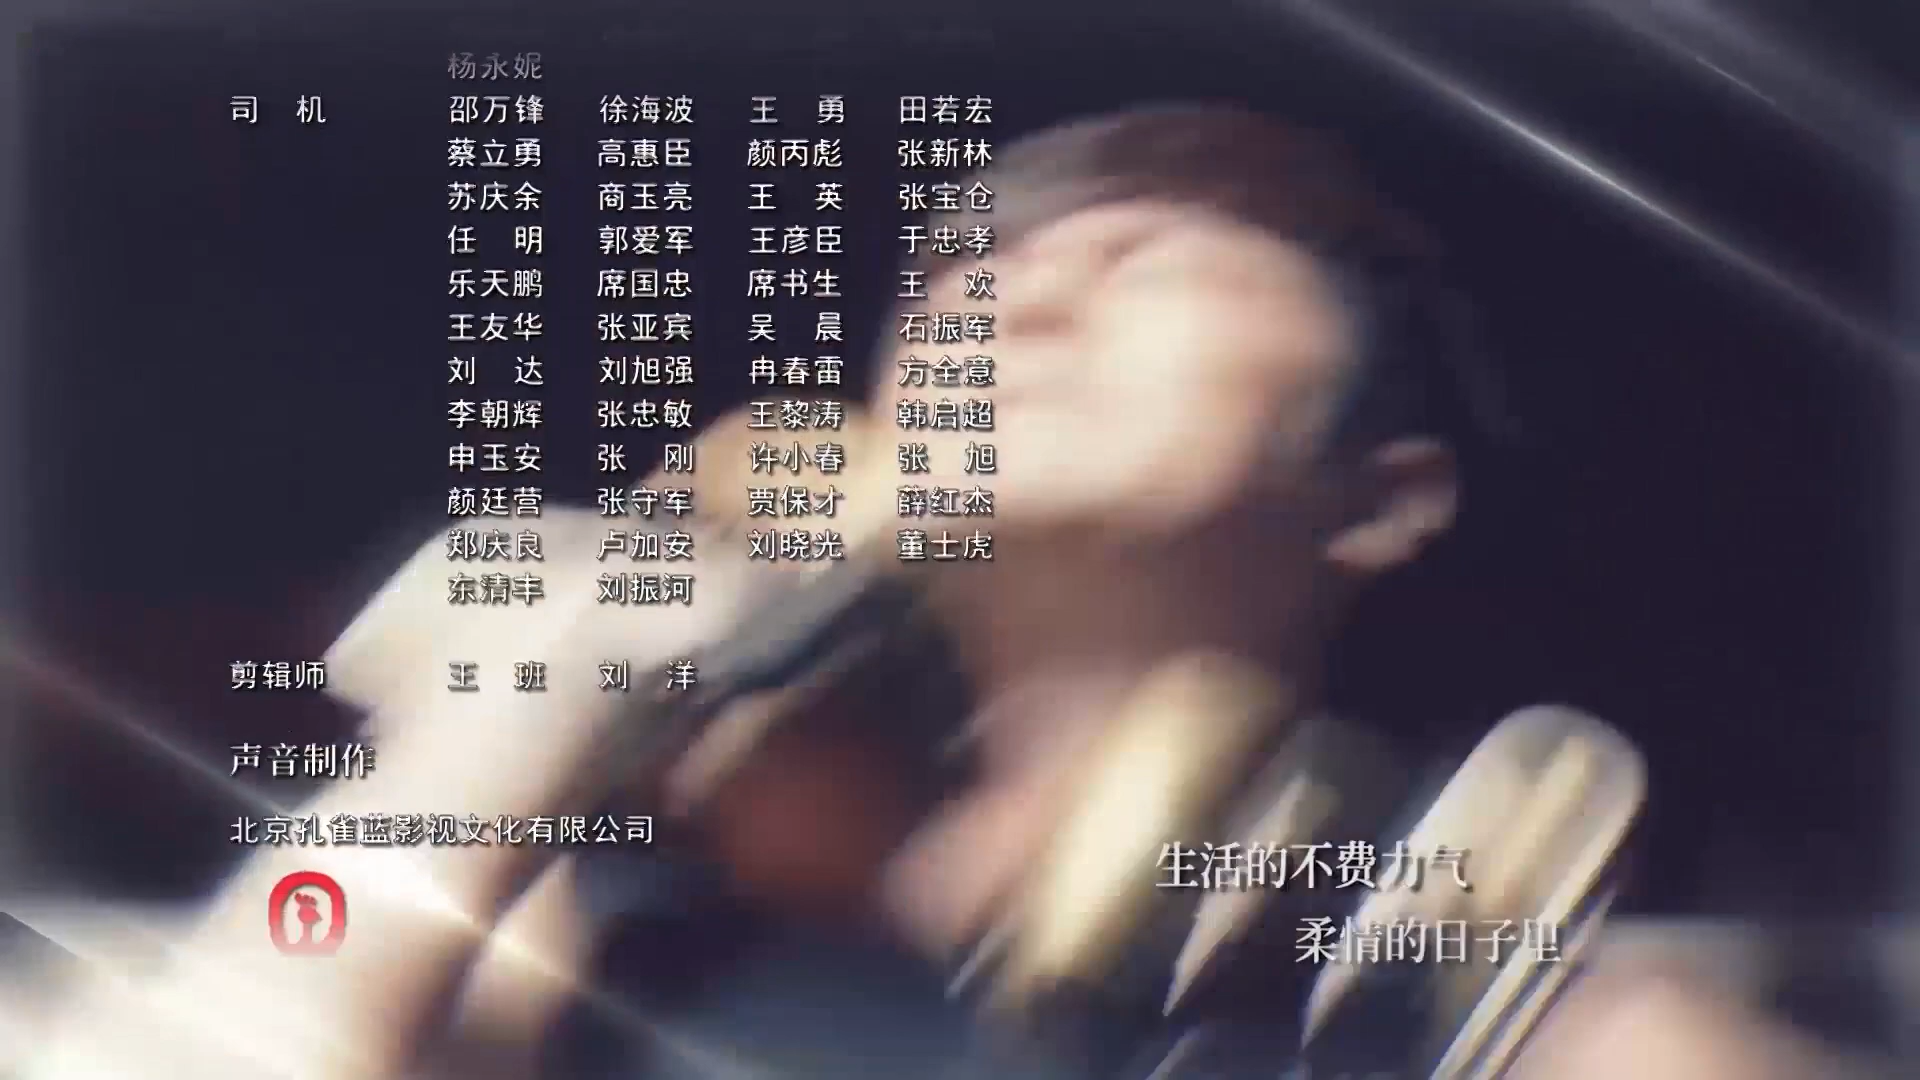 杨永妮
司 机 邵万锋 徐海波 王 勇 田若宏
蔡立勇 高惠臣 颜丙彪 张新林
苏庆余 商玉亮 王 英 张宝仓
任 明 郭爱军 王彦臣 于忠孝
乐天鹏 席国忠 席书生 王 欢
王友华 张亚宾 吴 晨 石振军
刘 达 刘旭强 冉春雷 方全意
李朝辉 张忠敏 王黎涛 韩启超
申玉安 张 刚 许小春 张 旭
颜廷营 张守军 贾保才 薛红杰
郑庆良 卢加安 刘晓光 董士虎
东清丰 刘振河
剪辑师 王 班 刘 洋
声音制作
北京孔雀蓝影视文化有限公司
生活的不费力气
柔情的日子里